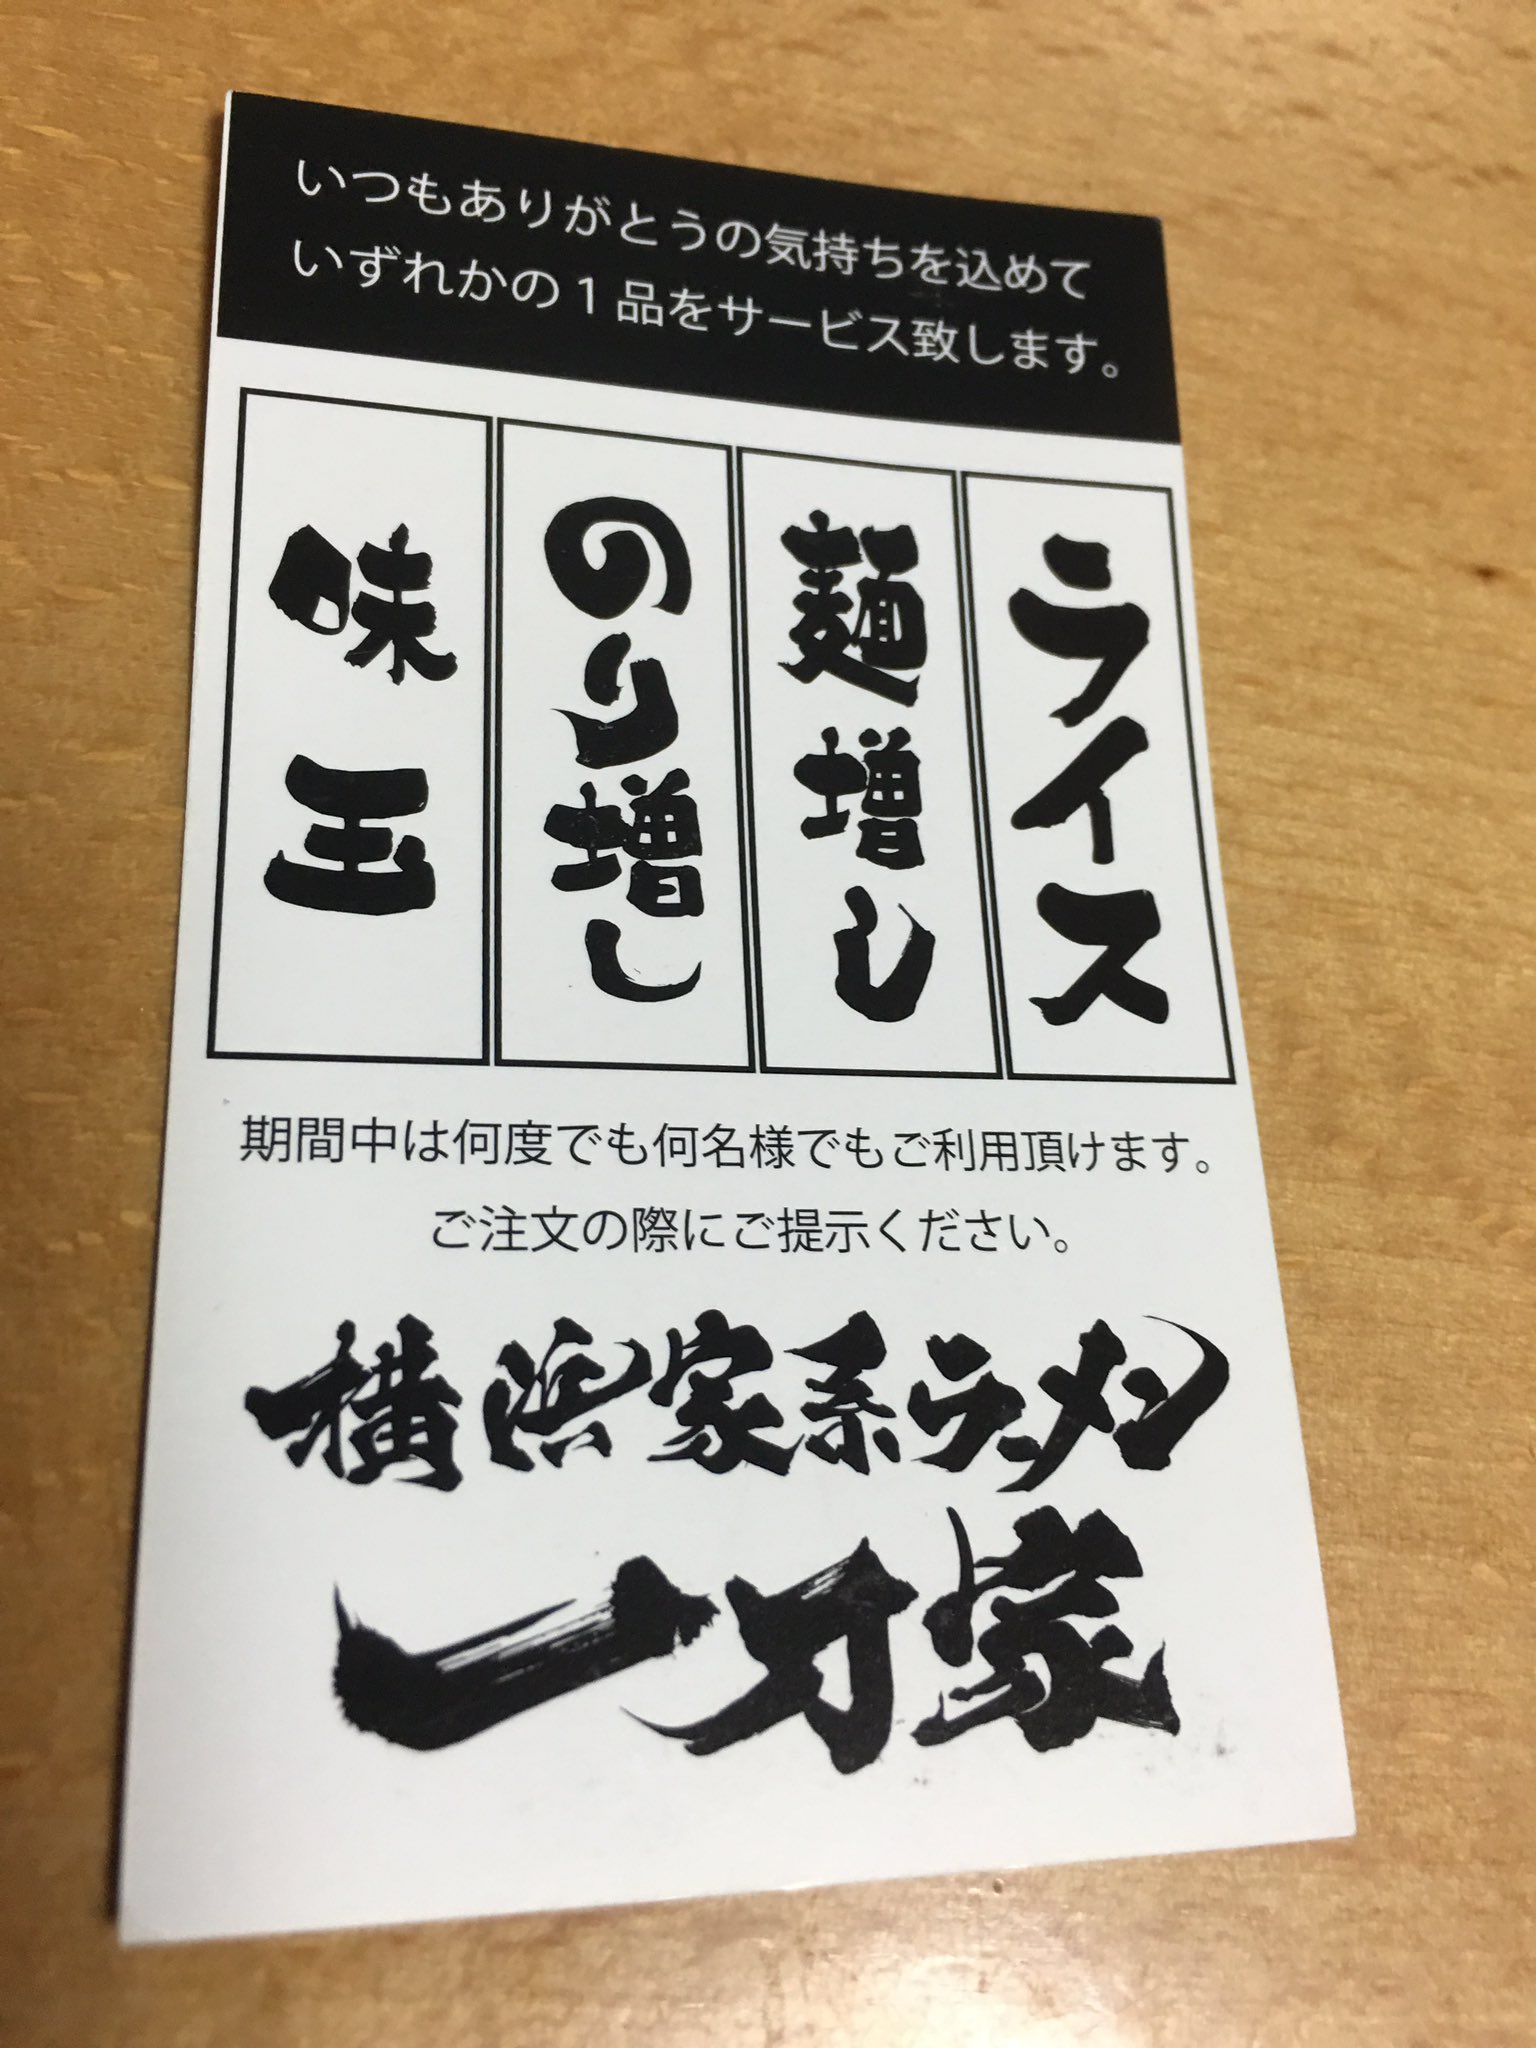 いつもありがとうの気持ちを込めて
いずれかの1品をサービス致します。
ライス
麺増し
のり増し
味玉
期間中は何度でも何名様でもご利用頂けます。
ご注文の際にご提示ください。
横浜家系ラーメン
一刀家